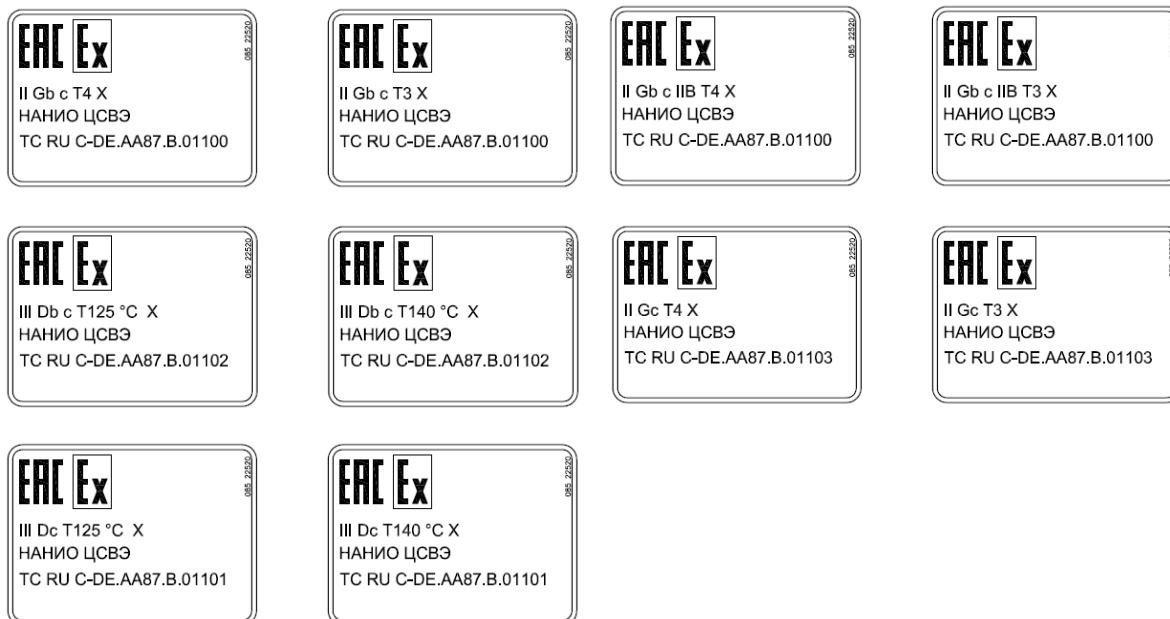 EAC Ex
085 22520
II Gb c T4 X
НАНИО ЦСВЭ
TC RU C-DE.AA87.B.01100
EAC Ex
085 22520
II Gb c T3 X
НАНИО ЦСВЭ
TC RU C-DE.AA87.B.01100
EAC Ex
085 22520
II Gb c IIB T4 X
НАНИО ЦСВЭ
TC RU C-DE.AA87.B.01100
EAC Ex
II Gb c IIB T3 X
НАНИО ЦСВЭ
TC RU C-DE.AA87.B.01100
EAC Ex
085 22520
III Db c T125 °C X
НАНИО ЦСВЭ
TC RU C-DE.AA87.B.01102
EAC Ex
085 22520
III Db c T140 °C X
НАНИО ЦСВЭ
TC RU C-DE.AA87.B.01102
EAC Ex
085 22520
II Gc T4 X
НАНИО ЦСВЭ
TC RU C-DE.AA87.B.01103
EAC Ex
II Gc T3 X
НАНИО ЦСВЭ
TC RU C-DE.AA87.B.01103
EAC Ex
085 22520
III Dc T125 °C X
НАНИО ЦСВЭ
TC RU C-DE.AA87.B.01101
EAC Ex
085 22520
III Dc T140 °C X
НАНИО ЦСВЭ
TC RU C-DE.AA87.B.01101